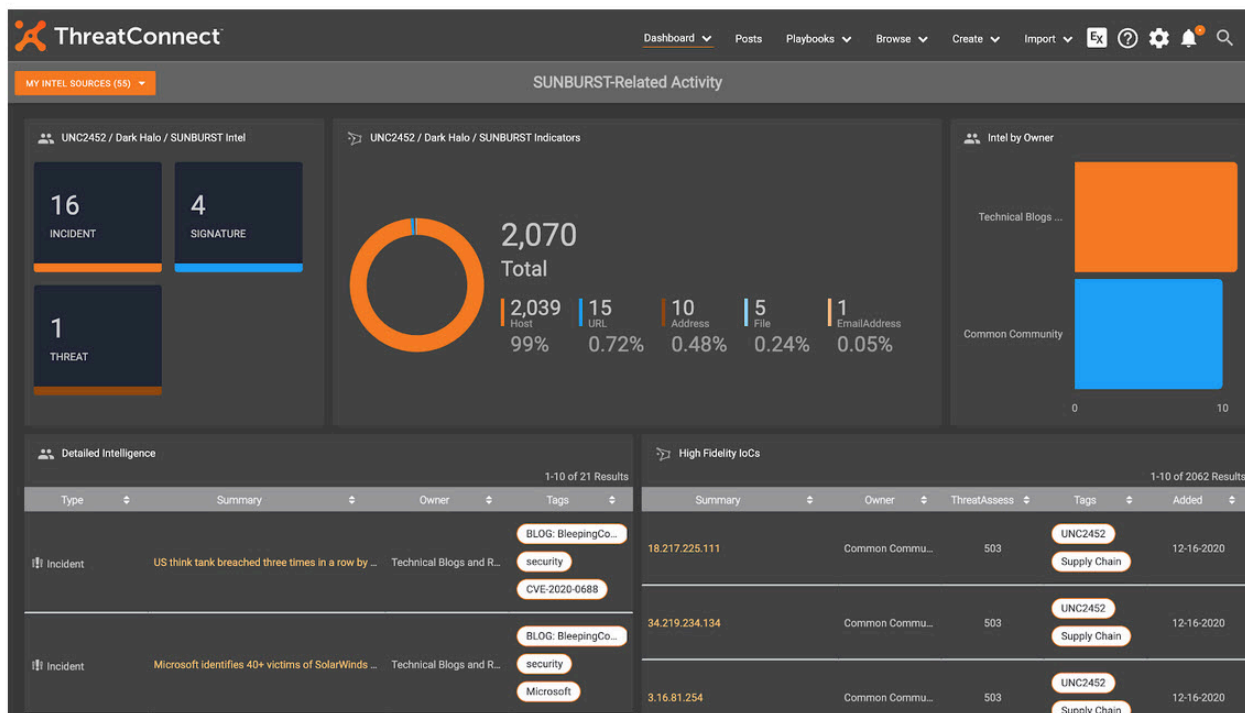 ThreatConnect™
Dashboard Posts Playbooks Browse Create Import EX ?
MY INTEL SOURCES (55)
SUNBURST-Related Activity
UNC2452 / Dark Halo / SUNBURST Intel
16
INCIDENT
4
SIGNATURE
1
THREAT
UNC2452 / Dark Halo / SUNBURST Indicators
2,070
Total
2,039 15 10 5 1
Host URL Address File EmailAddress
99% 0.72% 0.48% 0.24% 0.05%
Intel by Owner
Technical Blogs ...
Common Community
0 10
Detailed Intelligence
1-10 of 21 Results
Type Summary Owner Tags
Incident US think tank breached three times in a row by ... Technical Blogs and R...
BLOG: BleepingCo...
security
CVE-2020-0688
Incident Microsoft identifies 40+ victims of SolarWinds ... Technical Blogs and R...
BLOG: BleepingCo...
security
Microsoft
High Fidelity IoCs
1-10 of 2062 Results
Summary Owner ThreatAssess Tags Added
18.217.225.111 Common Commu... 503 UNC2452 Supply Chain 12-16-2020
34.219.234.134 Common Commu... 503 UNC2452 Supply Chain 12-16-2020
3.16.81.254 Common Commu... 503 UNC2452 Supply Chain 12-16-2020